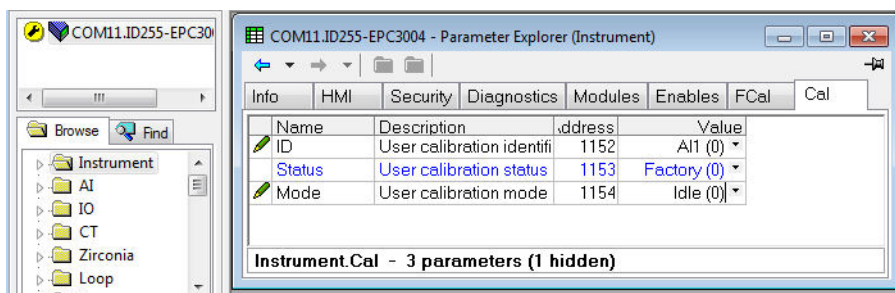 COM11.ID255-EPC30
Browse Find
Instrument
AI
IO
CT
Zirconia
Loop
COM11.ID255-EPC3004 - Parameter Explorer (Instrument)
Info HMI Security Diagnostics Modules Enables FCal Cal
Name Description ddress Value
ID User calibration identifi 1152 AI1 (0)
Status User calibration status 1153 Factory (0)
Mode User calibration mode 1154 Idle (0)
Instrument.Cal - 3 parameters (1 hidden)